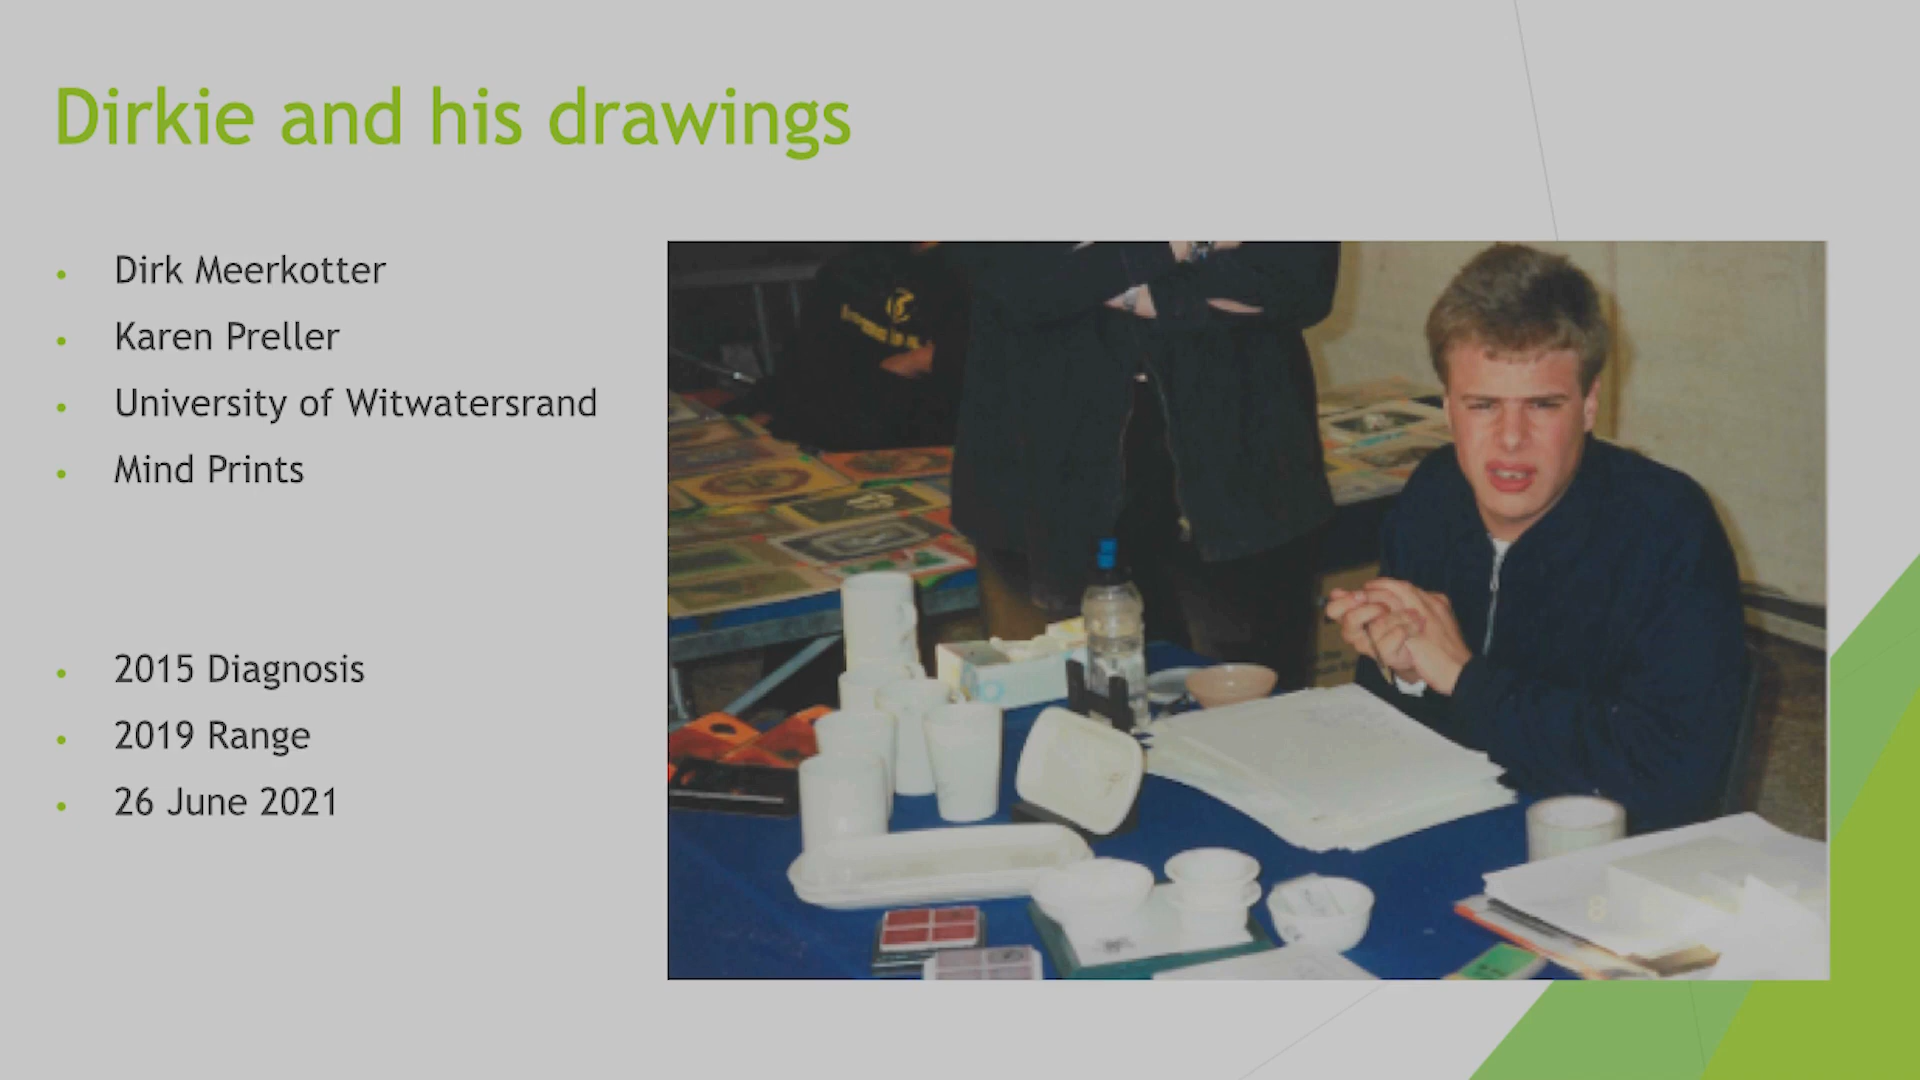 Dirkie and his drawings
Dirk Meerkotter
Karen Preller
University of Witwatersrand
Mind Prints
2015 Diagnosis
2019 Range
26 June 2021